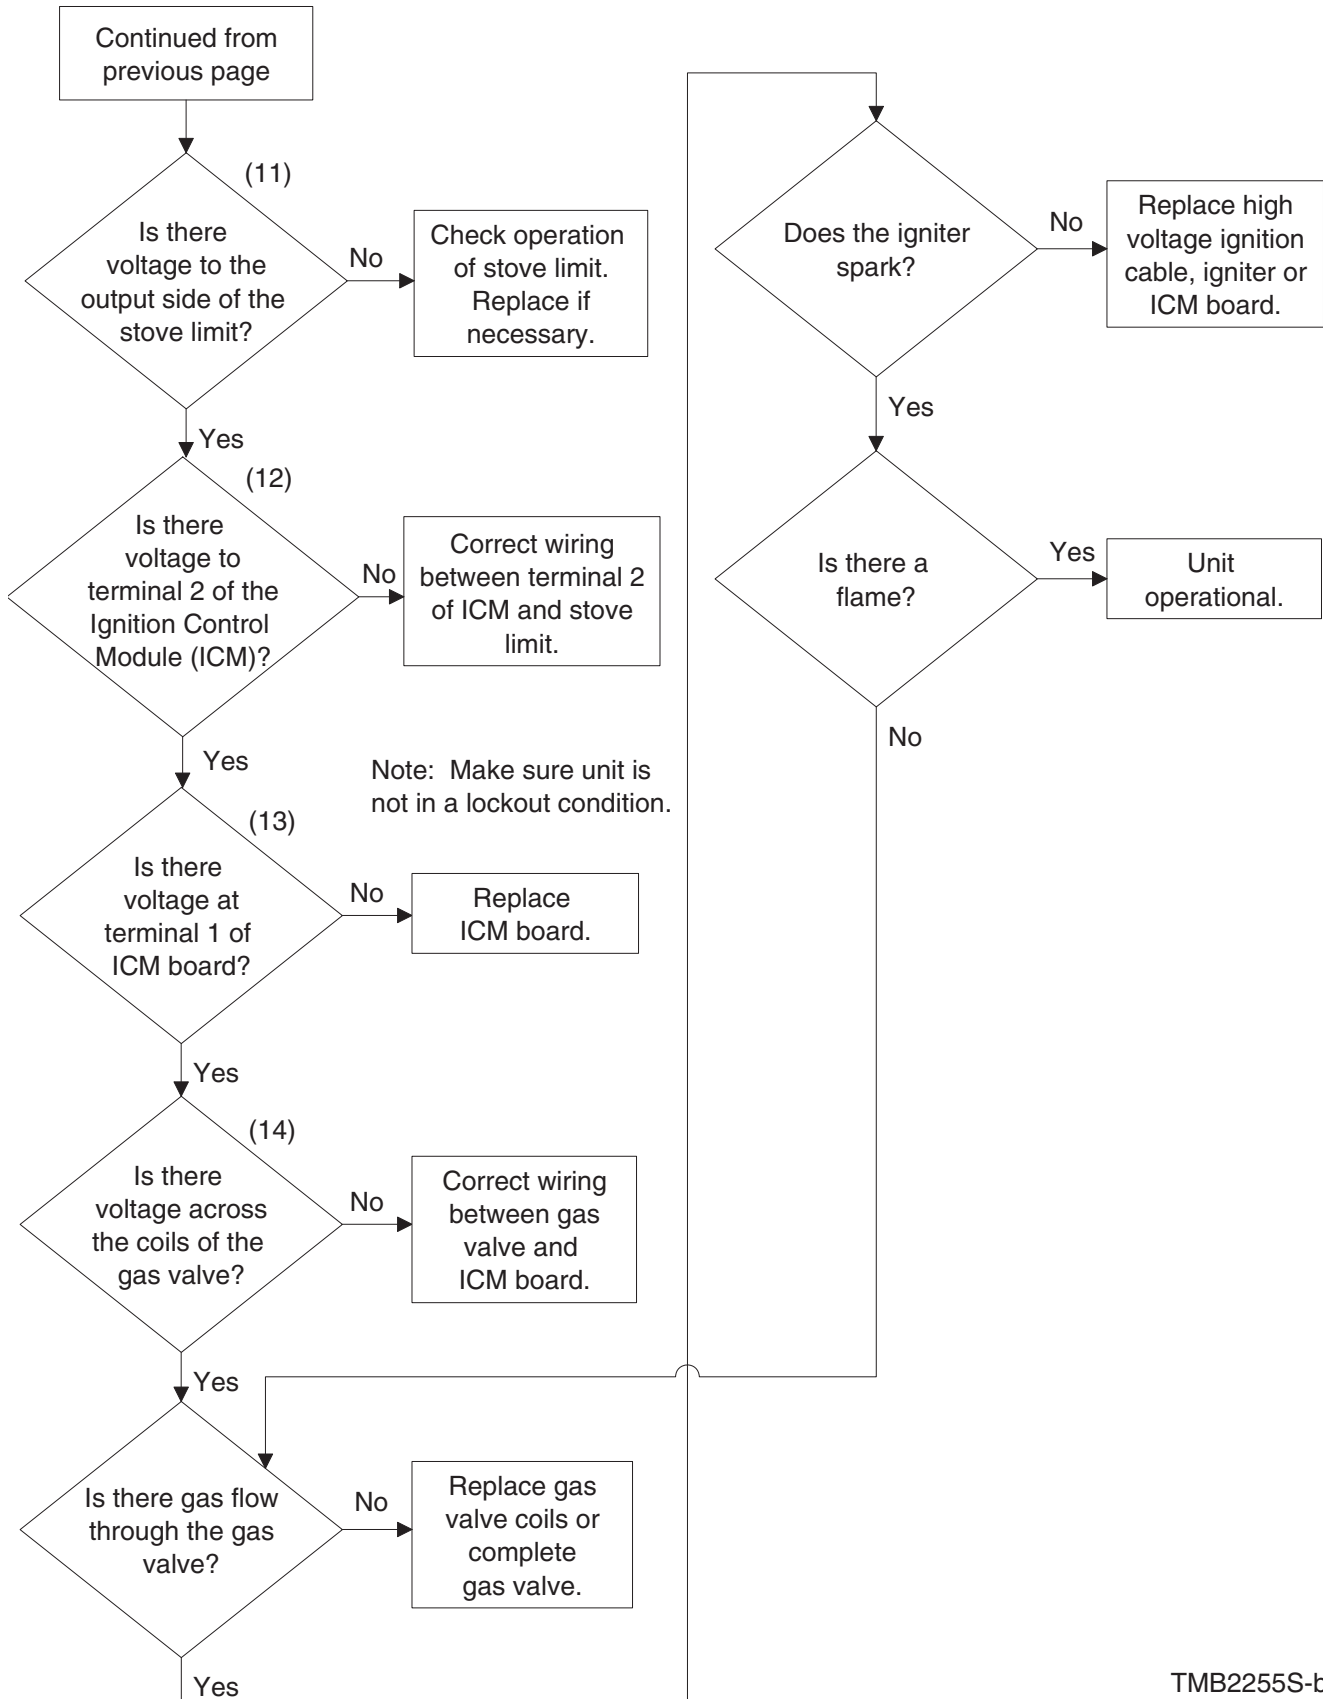 Continued from
previous page
(11)
Is there
voltage to the
output side of the
stove limit?
No
Check operation
of stove limit.
Replace if
necessary.
Yes
(12)
Is there
voltage to
terminal 2 of the
Ignition Control
Module (ICM)?
No
Correct wiring
between terminal 2
of ICM and stove
limit.
Yes
Note: Make sure unit is
not in a lockout condition.
(13)
Is there
voltage at
terminal 1 of
ICM board?
No
Replace
ICM board.
Yes
(14)
Is there
voltage across
the coils of the
gas valve?
No
Correct wiring
between gas
valve and
ICM board.
Yes
Is there gas flow
through the gas
valve?
No
Replace gas
valve coils or
complete
gas valve.
Yes
Does the igniter
spark?
No
Replace high
voltage ignition
cable, igniter or
ICM board.
Yes
Is there a
flame?
Yes
Unit
operational.
No
TMB2255S-b